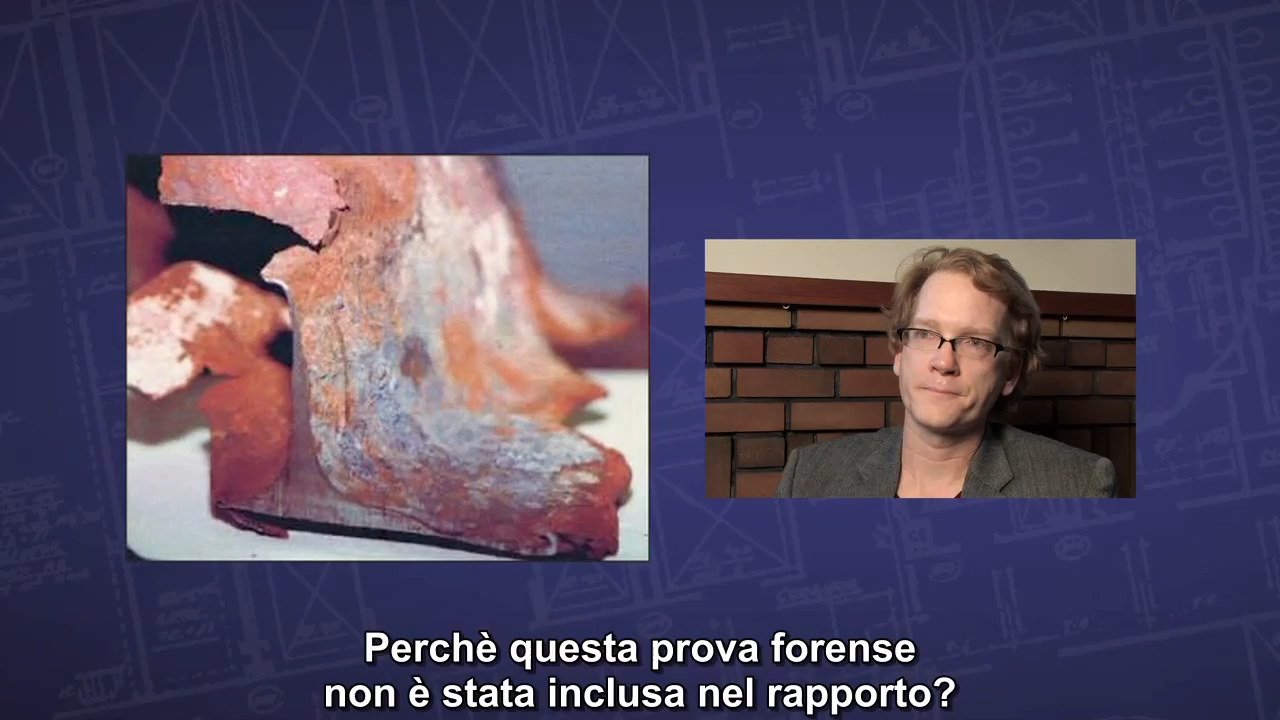 Perchè questa prova forense
non è stata inclusa nel rapporto?